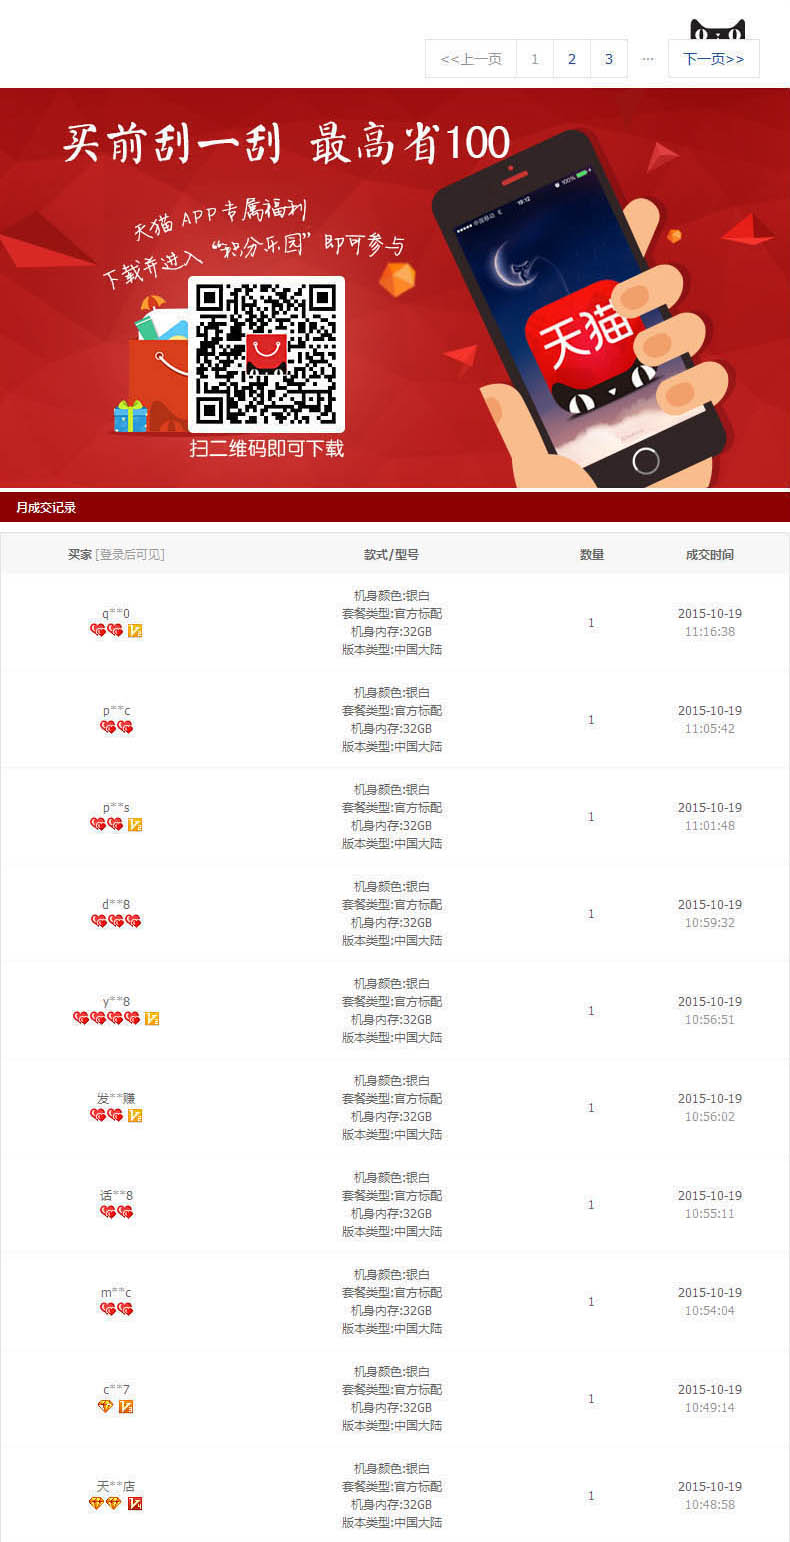 <<上一页 1 2 3 ··· 下一页>>
买前刮一刮 最高省100
天猫 APP 专属福利
下载并进入“积分乐园”即可参与
中国移动 19:12 100%
天猫
扫二维码即可下载
月成交记录
买家 [登录后可见] 款式/型号 数量 成交时间
机身颜色:银白
q**0 套餐类型:官方标配 1 2015-10-19
机身内存:32GB 11:16:38
版本类型:中国大陆
机身颜色:银白
p**c 套餐类型:官方标配 1 2015-10-19
机身内存:32GB 11:05:42
版本类型:中国大陆
机身颜色:银白
p**s 套餐类型:官方标配 1 2015-10-19
机身内存:32GB 11:01:48
版本类型:中国大陆
机身颜色:银白
d**8 套餐类型:官方标配 1 2015-10-19
机身内存:32GB 10:59:32
版本类型:中国大陆
机身颜色:银白
y**8 套餐类型:官方标配 1 2015-10-19
机身内存:32GB 10:56:51
版本类型:中国大陆
机身颜色:银白
发**赚 套餐类型:官方标配 1 2015-10-19
机身内存:32GB 10:56:02
版本类型:中国大陆
机身颜色:银白
话**8 套餐类型:官方标配 1 2015-10-19
机身内存:32GB 10:55:11
版本类型:中国大陆
机身颜色:银白
m**c 套餐类型:官方标配 1 2015-10-19
机身内存:32GB 10:54:04
版本类型:中国大陆
机身颜色:银白
c**7 套餐类型:官方标配 1 2015-10-19
机身内存:32GB 10:49:14
版本类型:中国大陆
机身颜色:银白
天**店 套餐类型:官方标配 1 2015-10-19
机身内存:32GB 10:48:58
版本类型:中国大陆